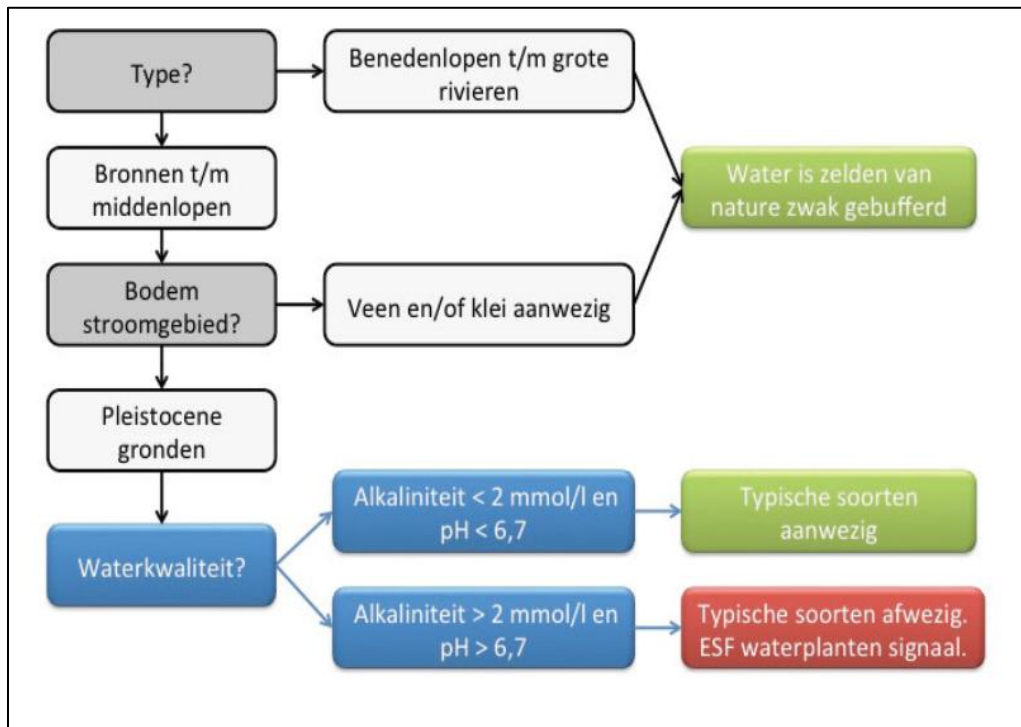 Type?
Benedenlopen t/m grote
rivieren
Bronnen t/m
middenlopen
Water is zelden van
nature zwak gebufferd
Bodem
stroomgebied?
Veen en/of klei aanwezig
Pleistocene
gronden
Waterkwaliteit?
Alkaliniteit < 2 mmol/l en
pH < 6,7
Typische soorten
aanwezig
Alkaliniteit > 2 mmol/l en
pH > 6,7
Typische soorten afwezig.
ESF waterplanten signaal.